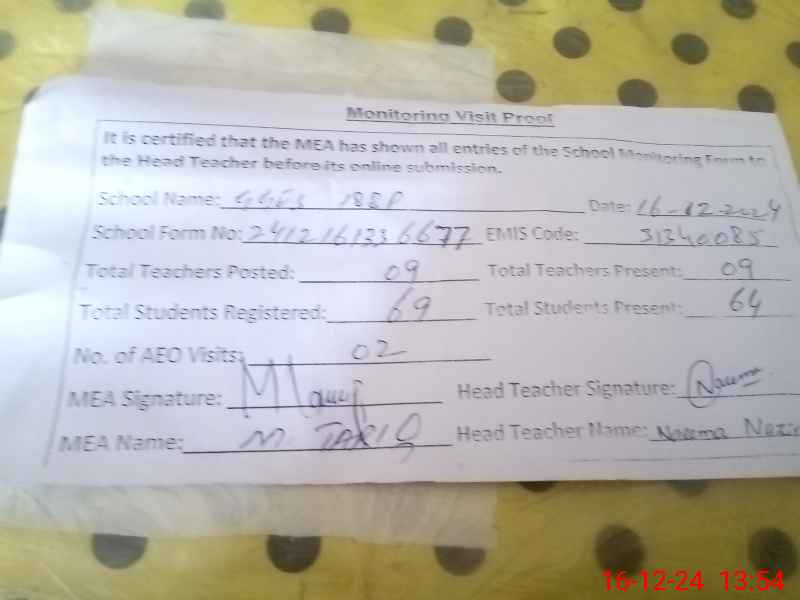 Monitoring Visit Proof
It is certified that the MEA has shown all entries of the School Monitoring Form to
the Head Teacher before its online submission.
School Name: GGES 188P Date: 16-12-2024
School Form No: 2412161336677 EMIS Code: 31340085
Total Teachers Posted: 09 Total Teachers Present: 09
Total Students Registered: 69 Total Students Present: 64
No. of AEO Visits: 02
MEA Signature: Head Teacher Signature: Naema
MEA Name: M TARIQ Head Teacher Name: Naema Nazir
16-12-24 13:54